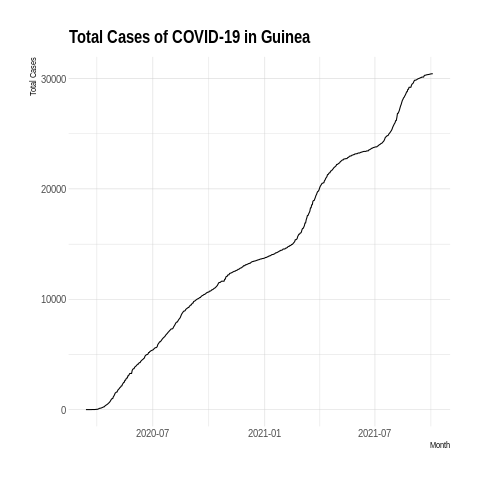 Total Cases of COVID-19 in Guinea
Total Cases
30000
20000
10000
0
2020-07 2021-01 2021-07
Month